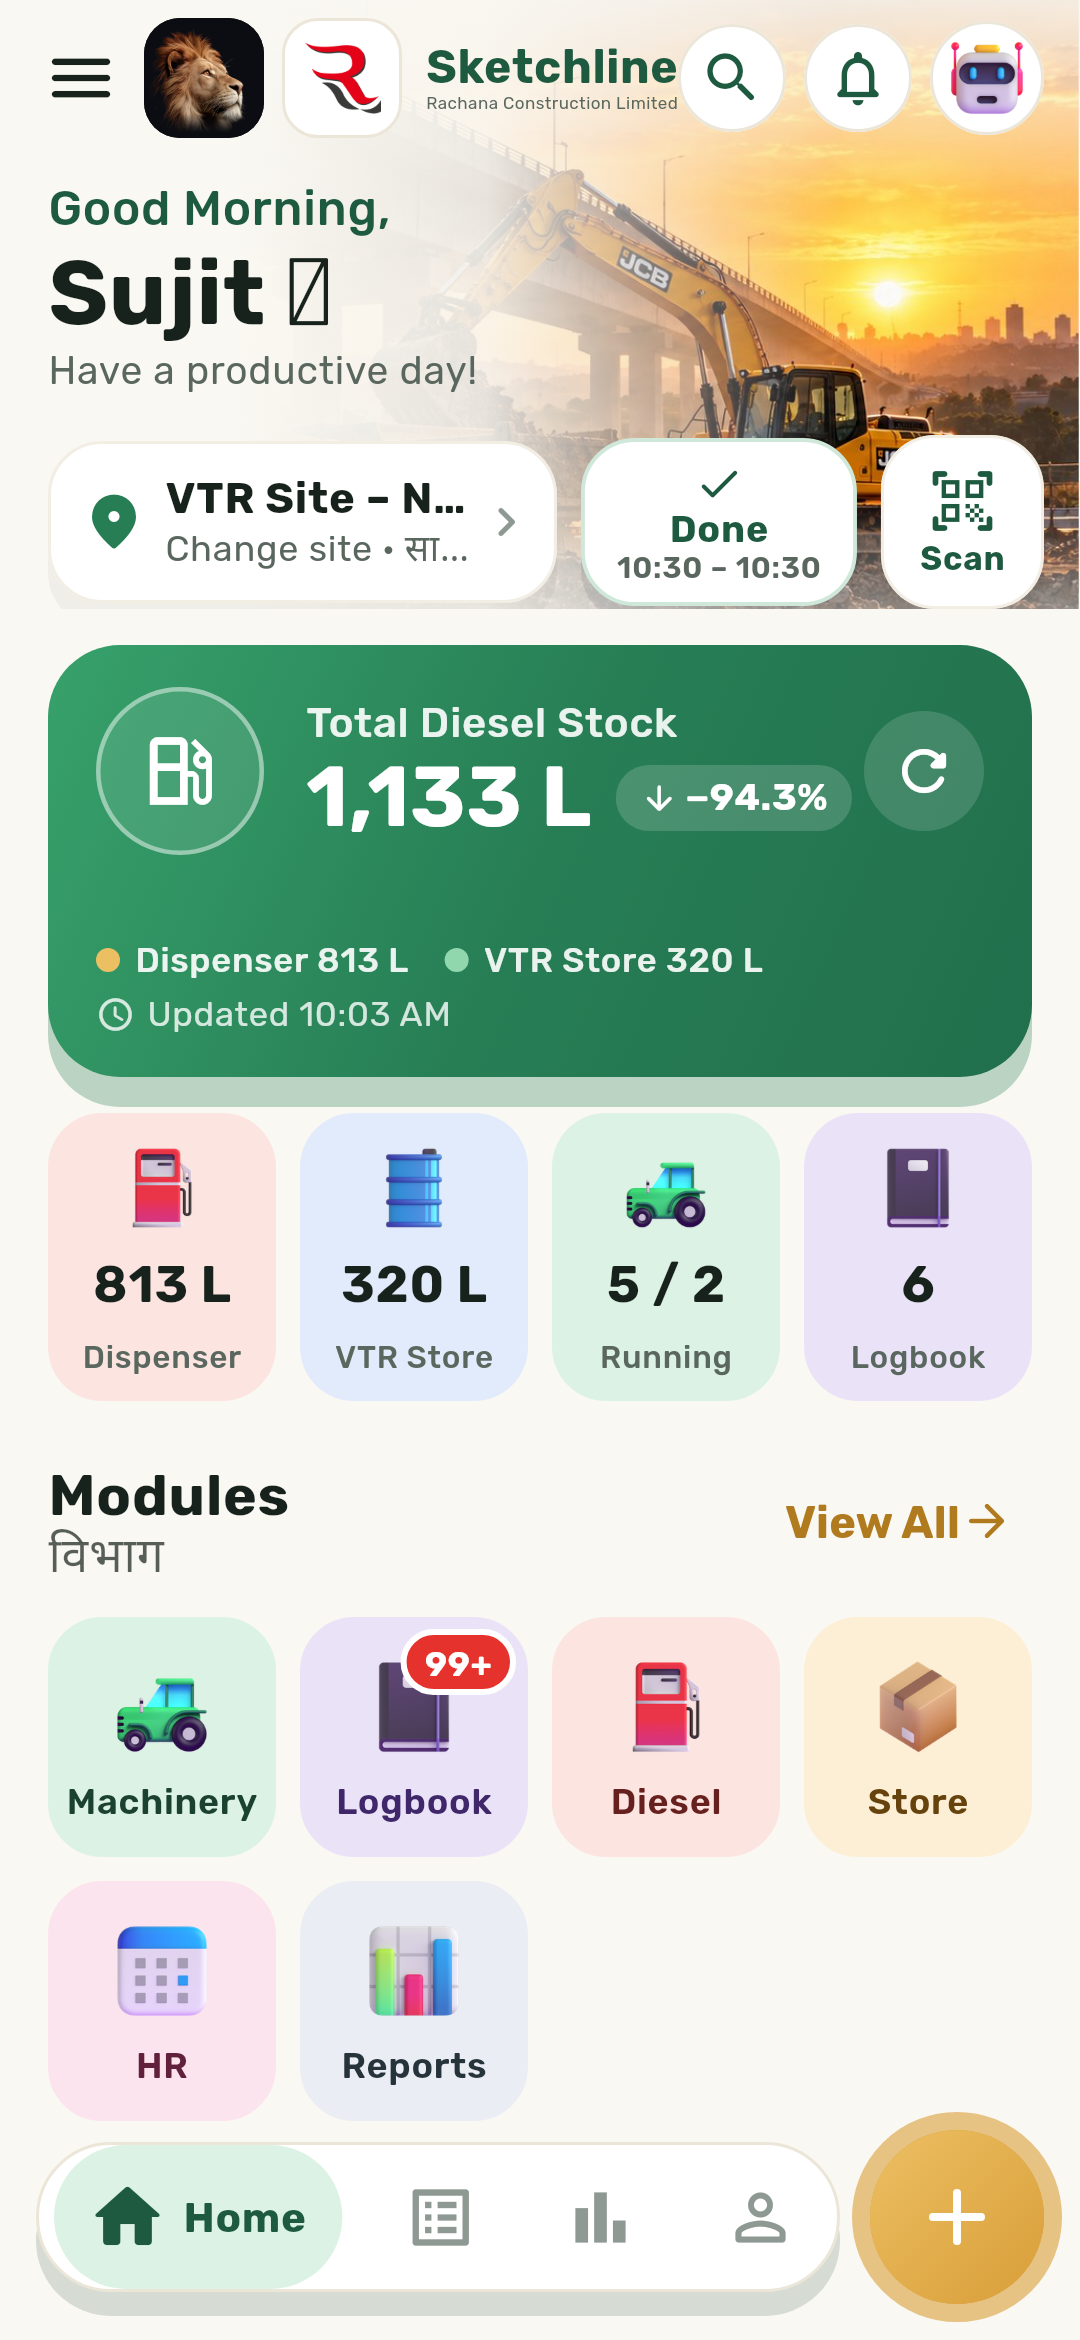 Sketchline
Rachana Construction Limited
Good Morning,
Sujit
Have a productive day!
JCB
VTR Site – N...
Change site • सा...
Done
10:30 – 10:30
Scan
Total Diesel Stock
1,133 L
↓ –94.3%
Dispenser 813 L
VTR Store 320 L
Updated 10:03 AM
813 L
320 L
5 / 2
6
Dispenser
VTR Store
Running
Logbook
Modules
विभाग
View All →
99+
Machinery
Logbook
Diesel
Store
HR
Reports
Home